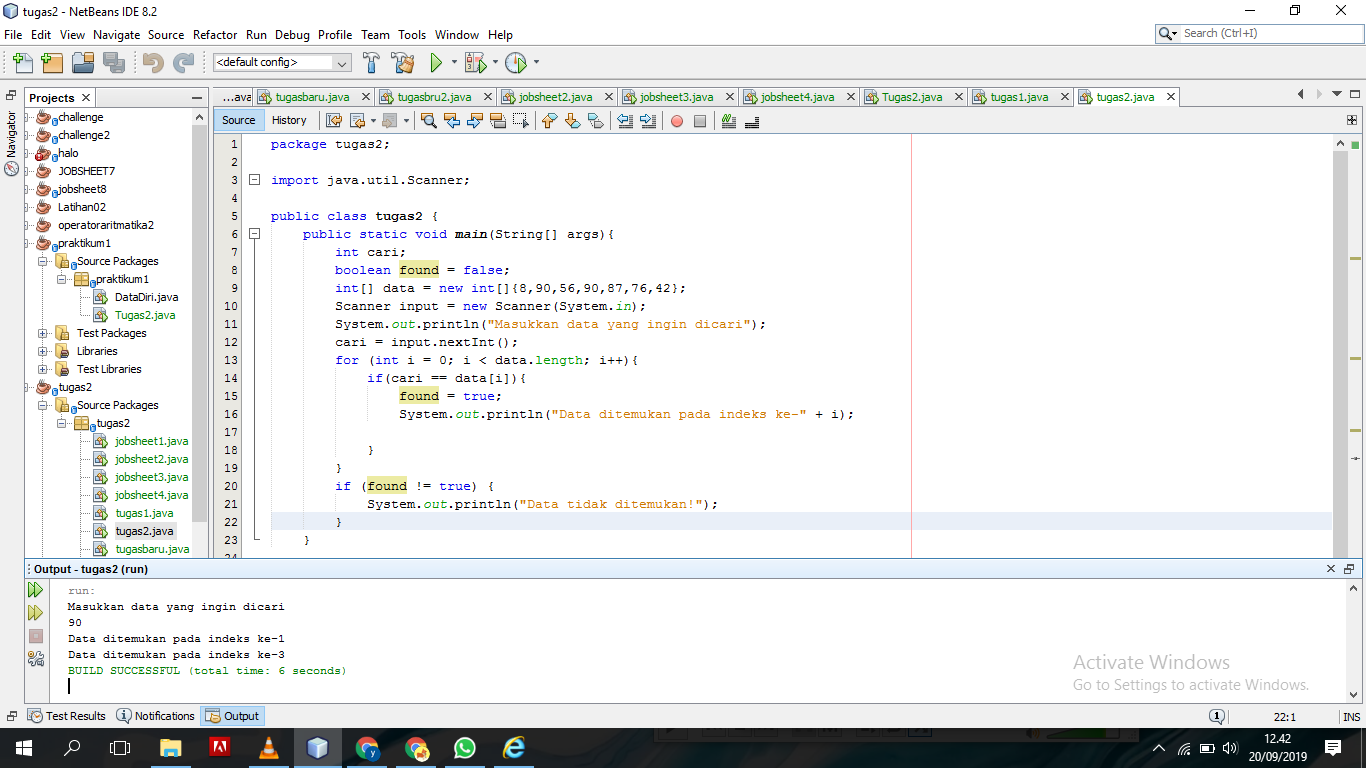 tugas2 - NetBeans IDE 8.2
File Edit View Navigate Source Refactor Run Debug Profile Team Tools Window Help
Search (Ctrl+I)
<default config>
Projects
...ava tugasbaru.java tugasbru2.java jobsheet2.java jobsheet3.java jobsheet4.java Tugas2.java tugas1.java tugas2.java
Navigator
challenge
challenge2
halo
JOBSHEET7
jobsheet8
Latihan02
operatoraritmatika2
praktikum1
Source Packages
praktikum1
DataDiri.java
Tugas2.java
Test Packages
Libraries
Test Libraries
tugas2
Source Packages
tugas2
jobsheet1.java
jobsheet2.java
jobsheet3.java
jobsheet4.java
tugas1.java
tugas2.java
tugasbaru.java
Source History
1 package tugas2;
2
3 import java.util.Scanner;
4
5 public class tugas2 {
6 public static void main(String[] args){
7 int cari;
8 boolean found = false;
9 int[] data = new int[]{8,90,56,90,87,76,42};
10 Scanner input = new Scanner(System.in);
11 System.out.println("Masukkan data yang ingin dicari");
12 cari = input.nextInt();
13 for (int i = 0; i < data.length; i++){
14 if(cari == data[i]){
15 found = true;
16 System.out.println("Data ditemukan pada indeks ke-" + i);
17
18 }
19 }
20 if (found != true) {
21 System.out.println("Data tidak ditemukan!");
22 }
23 }
24
Output - tugas2 (run)
run:
Masukkan data yang ingin dicari
90
Data ditemukan pada indeks ke-1
Data ditemukan pada indeks ke-3
BUILD SUCCESSFUL (total time: 6 seconds)
Activate Windows
Go to Settings to activate Windows.
Test Results Notifications Output
1
22:1
INS
12.42
20/09/2019